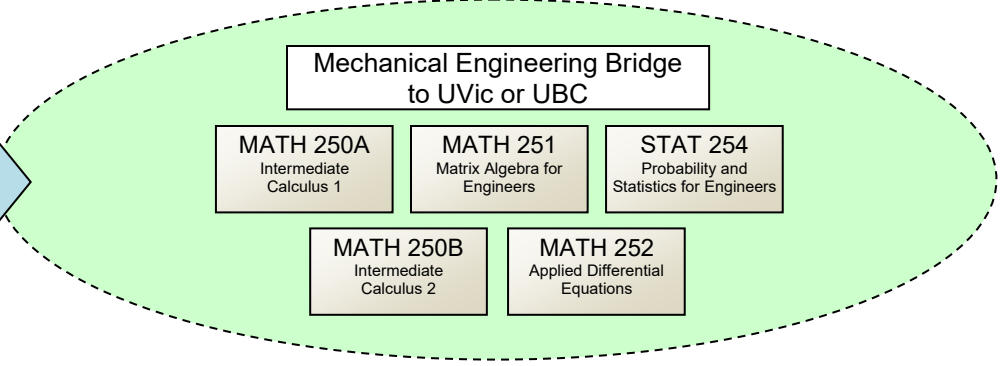 Mechanical Engineering Bridge
to UVic or UBC
MATH 250A
Intermediate
Calculus 1
MATH 251
Matrix Algebra for
Engineers
STAT 254
Probability and
Statistics for Engineers
MATH 250B
Intermediate
Calculus 2
MATH 252
Applied Differential
Equations